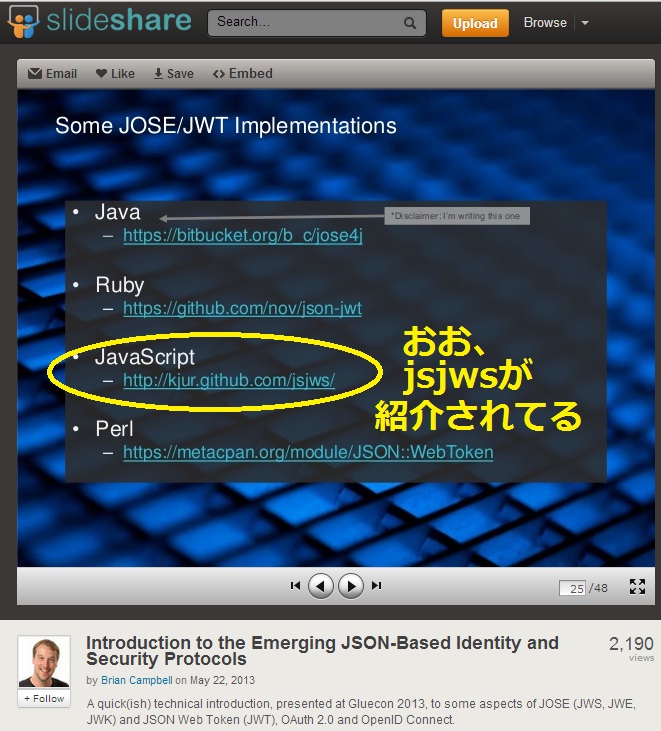 slideshare
Search...
Upload
Browse
Email
Like
Save
Embed
Some JOSE/JWT Implementations
• Java
*Disclaimer: I'm writing this one
– https://bitbucket.org/b_c/jose4j
• Ruby
– https://github.com/nov/json-jwt
• JavaScript
– http://kjur.github.com/jsjws/
おお、
jsjwsが
紹介されてる
• Perl
– https://metacpan.org/module/JSON::WebToken
25 /48
Introduction to the Emerging JSON-Based Identity and
Security Protocols
2,190
views
by Brian Campbell on May 22, 2013
+ Follow
A quick(ish) technical introduction, presented at Gluecon 2013, to some aspects of JOSE (JWS, JWE,
JWK) and JSON Web Token (JWT), OAuth 2.0 and OpenID Connect.